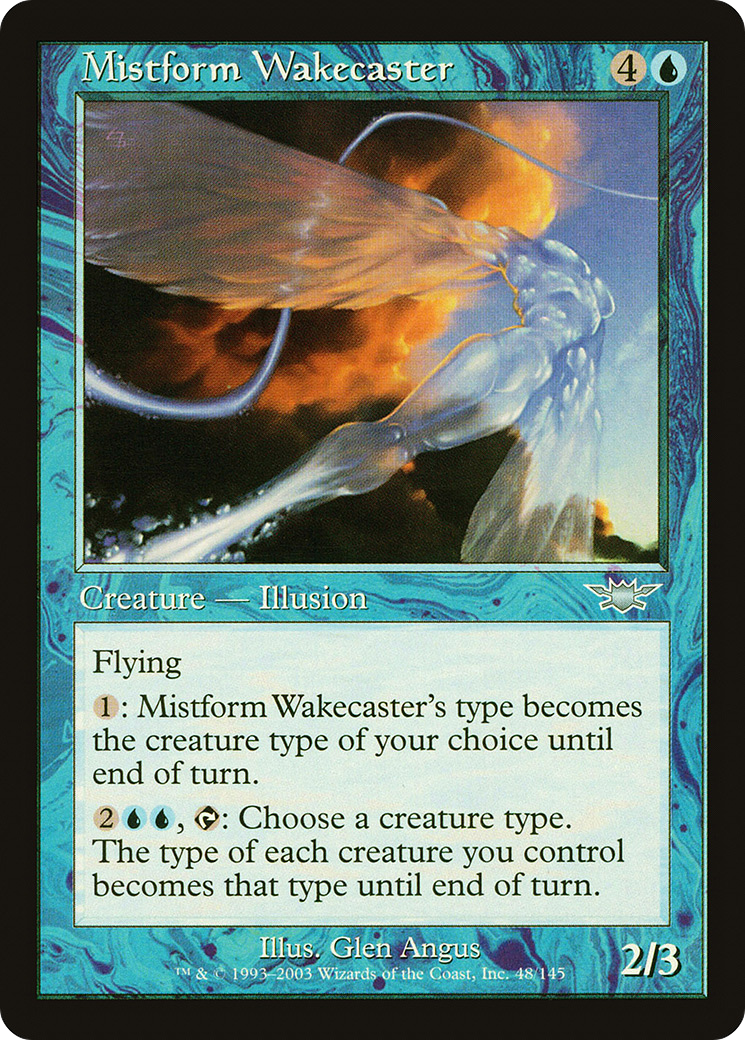 Mistform Wakecaster 4
Creature — Illusion
Flying
1: Mistform Wakecaster's type becomes
the creature type of your choice until
end of turn.
2, : Choose a creature type.
The type of each creature you control
becomes that type until end of turn.
Illus. Glen Angus
™ & © 1993–2003 Wizards of the Coast, Inc. 48/145
2/3